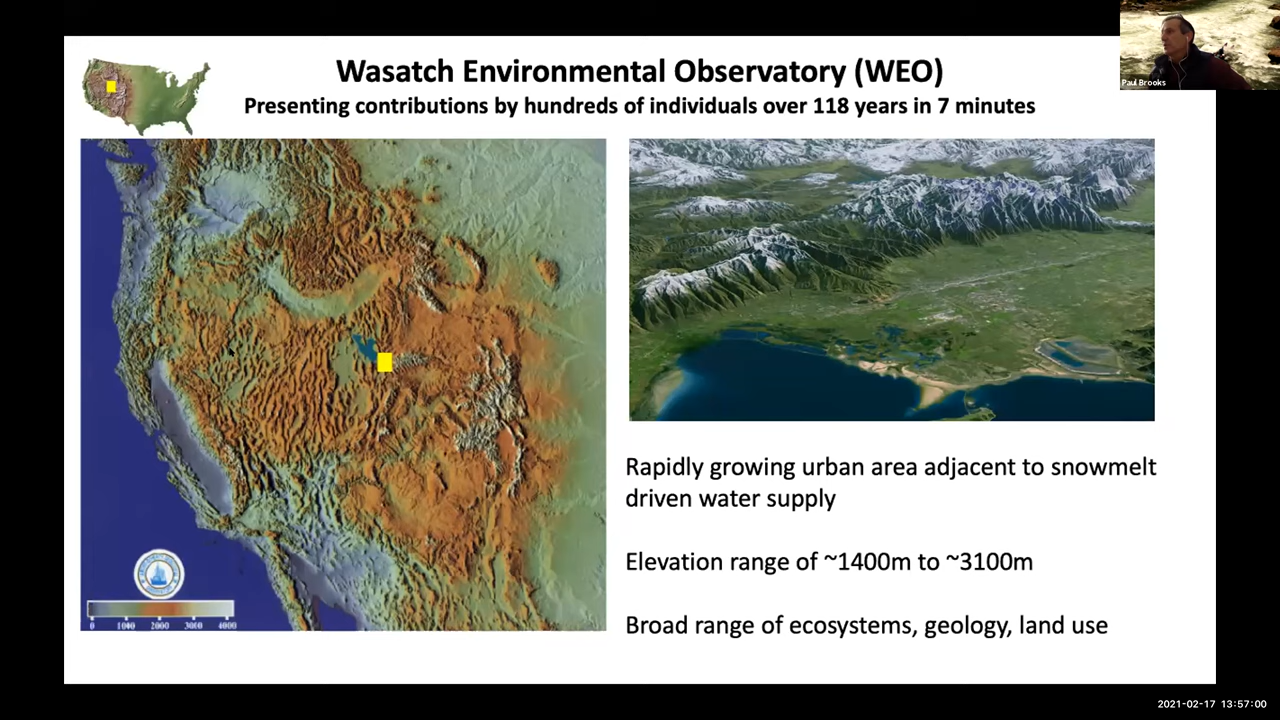 Wasatch Environmental Observatory (WEO)
Presenting contributions by hundreds of individuals over 118 years in 7 minutes
Paul Brooks
Rapidly growing urban area adjacent to snowmelt
driven water supply
Elevation range of ~1400m to ~3100m
Broad range of ecosystems, geology, land use
0 1000 2000 3000 4000
2021-02-17 13:57:00